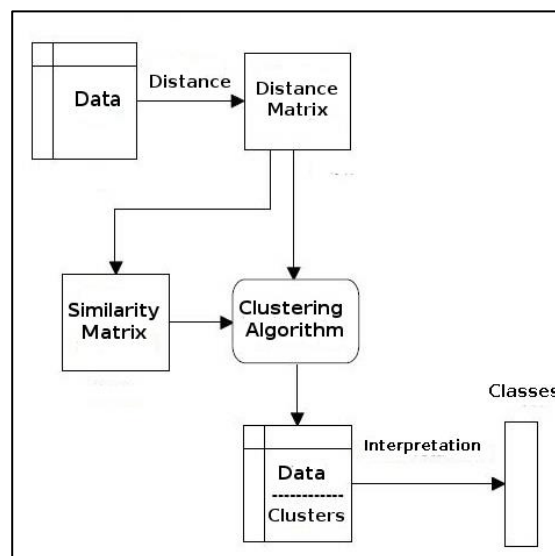 Data
Distance
Distance
Matrix
Similarity
Matrix
Clustering
Algorithm
Classes
Data
-----------
Clusters
Interpretation